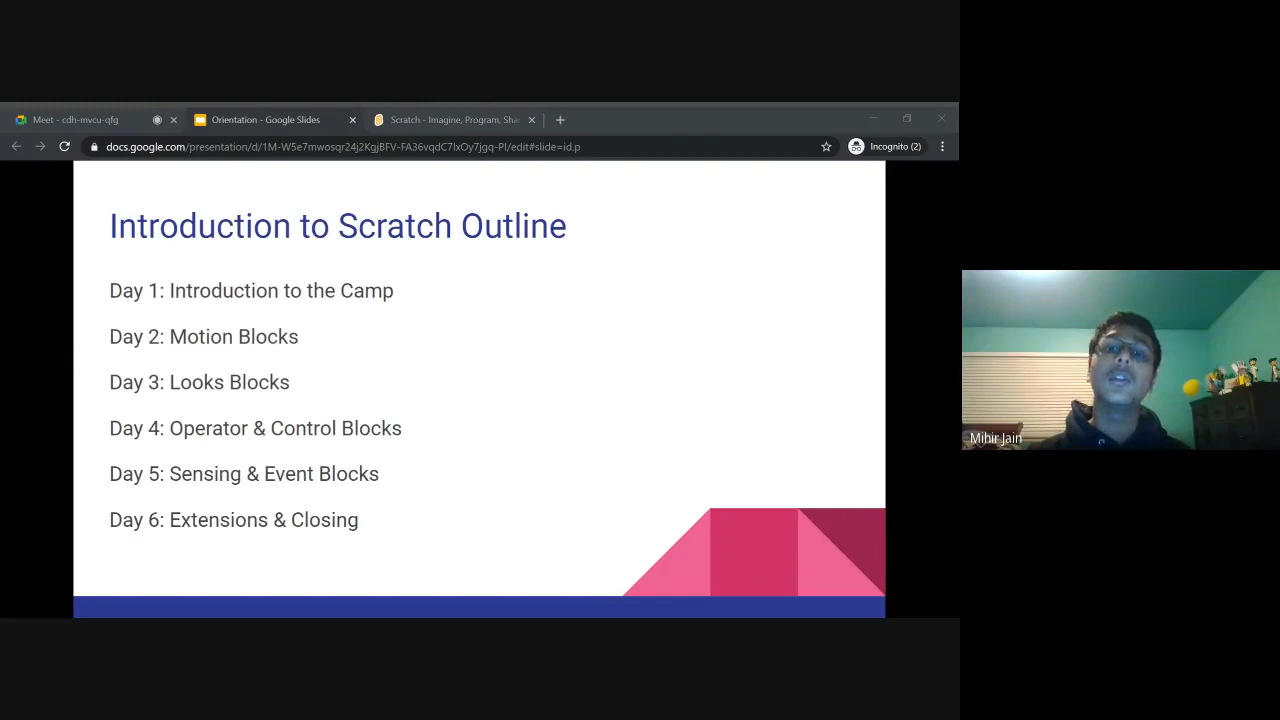 Meet - cdh-mvcu-qfg
Orientation - Google Slides
Scratch - Imagine, Program, Sha
docs.google.com/presentation/d/1M-W5e7mwosqr24j2KgjBFV-FA36vqdC7lxOy7jgq-PI/edit#slide=id.p
Incognito (2)
Introduction to Scratch Outline
Day 1: Introduction to the Camp
Day 2: Motion Blocks
Day 3: Looks Blocks
Day 4: Operator & Control Blocks
Day 5: Sensing & Event Blocks
Day 6: Extensions & Closing
Mihir Jain